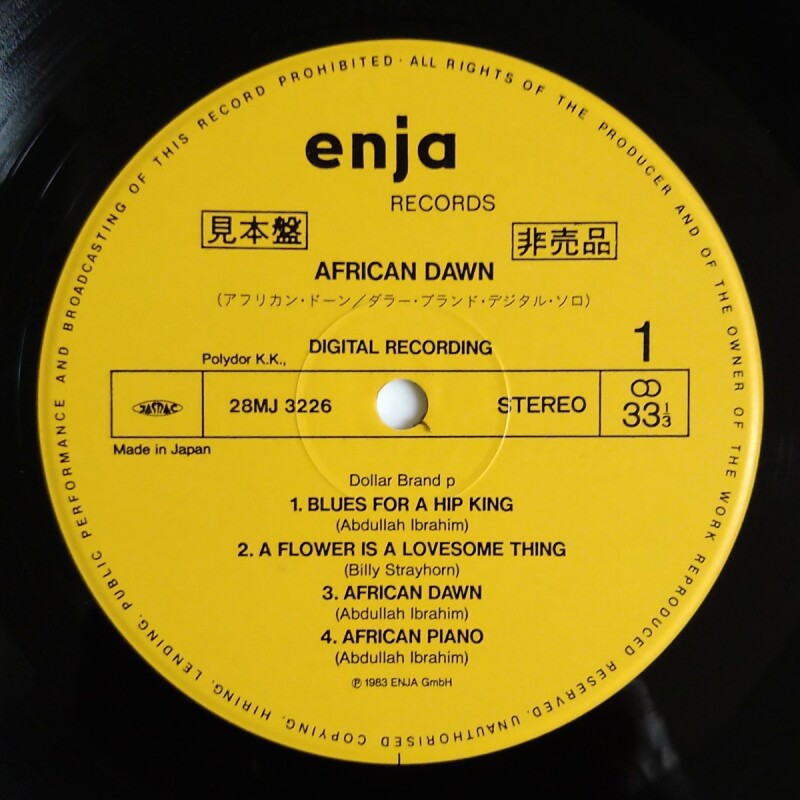 PUBLIC PERFORMANCE AND BROADCASTING OF THIS RECORD PROHIBITED · ALL RIGHTS OF THE PRODUCER AND OF THE OWNER OF THE WORK REPRODUCED RESERVED. UNAUTHORISED COPYING, HIRING, LENDING,
enja
RECORDS
見本盤
非売品
AFRICAN DAWN
(アフリカン・ドーン/ダラー・ブランド・デジタル・ソロ)
DIGITAL RECORDING
1
Polydor K.K.,
JASRAC
28MJ 3226
STEREO
33⅓
Made in Japan
Dollar Brand p
1. BLUES FOR A HIP KING
(Abdullah Ibrahim)
2. A FLOWER IS A LOVESOME THING
(Billy Strayhorn)
3. AFRICAN DAWN
(Abdullah Ibrahim)
4. AFRICAN PIANO
(Abdullah Ibrahim)
℗ 1983 ENJA GmbH